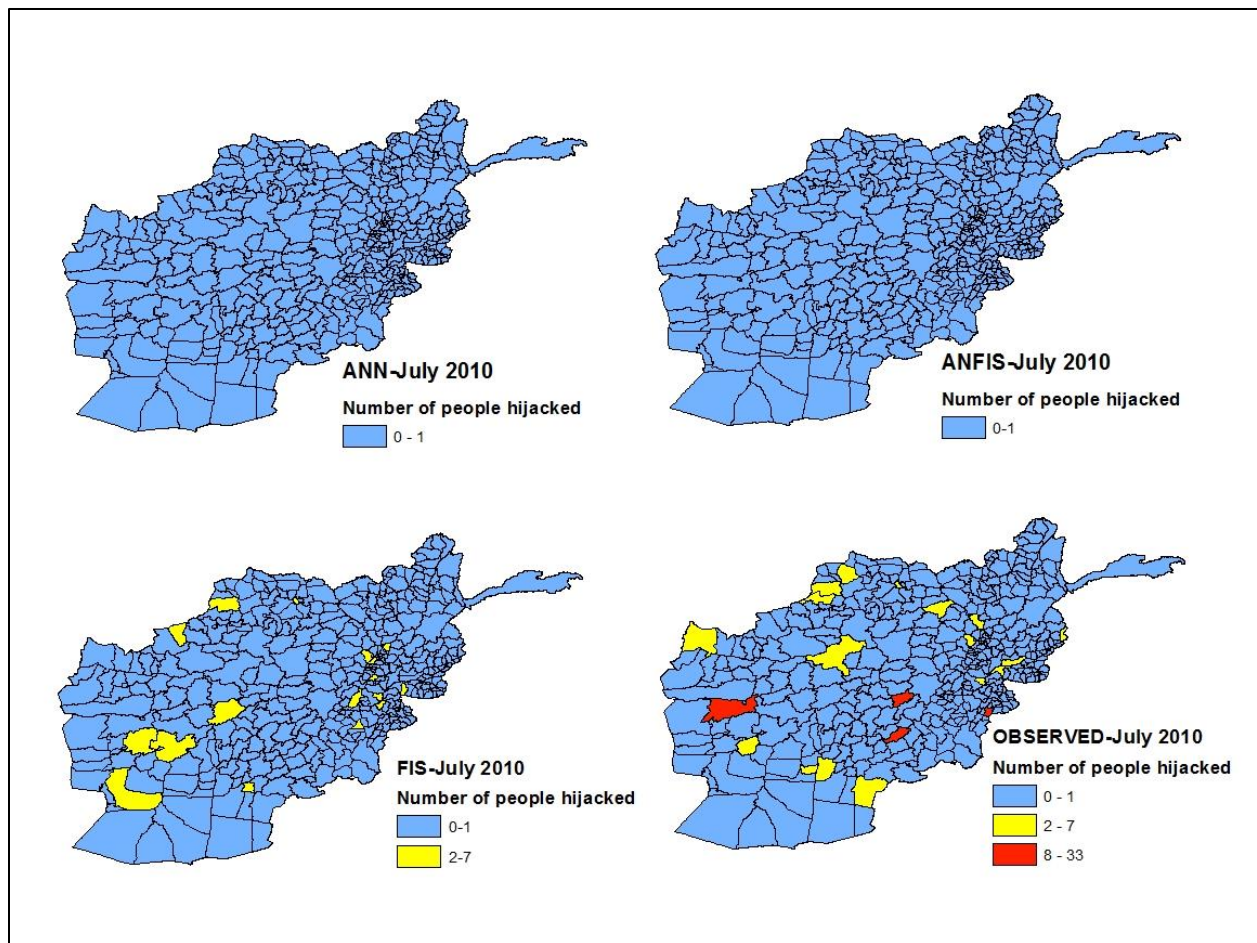 ANN-July 2010
Number of people hijacked
0 - 1
ANFIS-July 2010
Number of people hijacked
0-1
FIS-July 2010
Number of people hijacked
0-1
2-7
OBSERVED-July 2010
Number of people hijacked
0 - 1
2 - 7
8 - 33